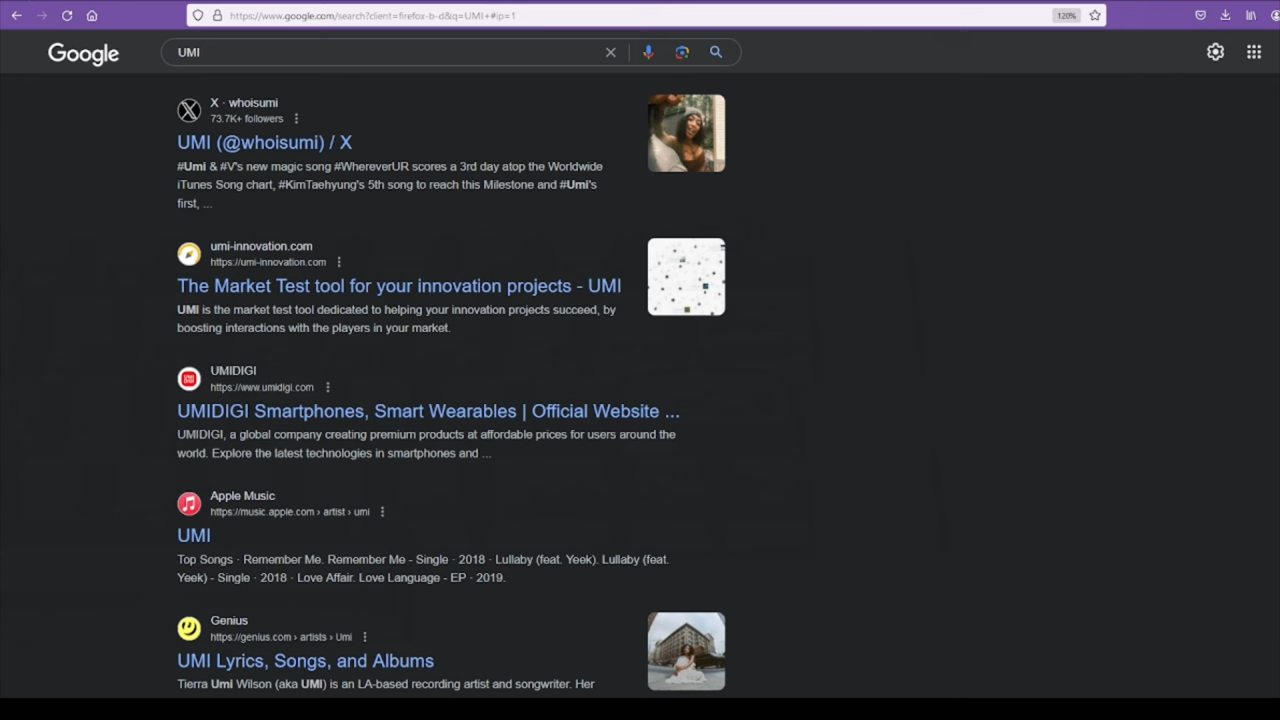 https://www.google.com/search?client=firefox-b-d&q=UMI+#ip=1
120%
Google
UMI
X · whoisumi
73.7K+ followers
UMI (@whoisumi) / X
#Umi & #V's new magic song #WhereverUR scores a 3rd day atop the Worldwide
iTunes Song chart, #KimTaehyung's 5th song to reach this Milestone and #Umi's
first, ...
umi-innovation.com
https://umi-innovation.com
The Market Test tool for your innovation projects - UMI
UMI is the market test tool dedicated to helping your innovation projects succeed, by
boosting interactions with the players in your market.
UMIDIGI
https://www.umidigi.com
UMIDIGI Smartphones, Smart Wearables | Official Website ...
UMIDIGI, a global company creating premium products at affordable prices for users around the
world. Explore the latest technologies in smartphones and ...
Apple Music
https://music.apple.com › artist › umi
UMI
Top Songs · Remember Me. Remember Me - Single · 2018 · Lullaby (feat. Yeek). Lullaby (feat.
Yeek) - Single · 2018 · Love Affair. Love Language - EP · 2019.
Genius
https://genius.com › artists › Umi
UMI Lyrics, Songs, and Albums
Tierra Umi Wilson (aka UMI) is an LA-based recording artist and songwriter. Her